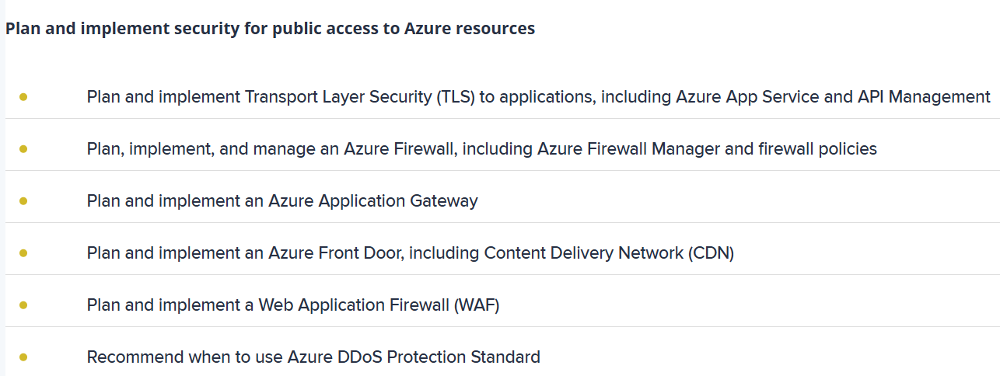 Plan and implement security for public access to Azure resources
Plan and implement Transport Layer Security (TLS) to applications, including Azure App Service and API Management
Plan, implement, and manage an Azure Firewall, including Azure Firewall Manager and firewall policies
Plan and implement an Azure Application Gateway
Plan and implement an Azure Front Door, including Content Delivery Network (CDN)
Plan and implement a Web Application Firewall (WAF)
Recommend when to use Azure DDoS Protection Standard